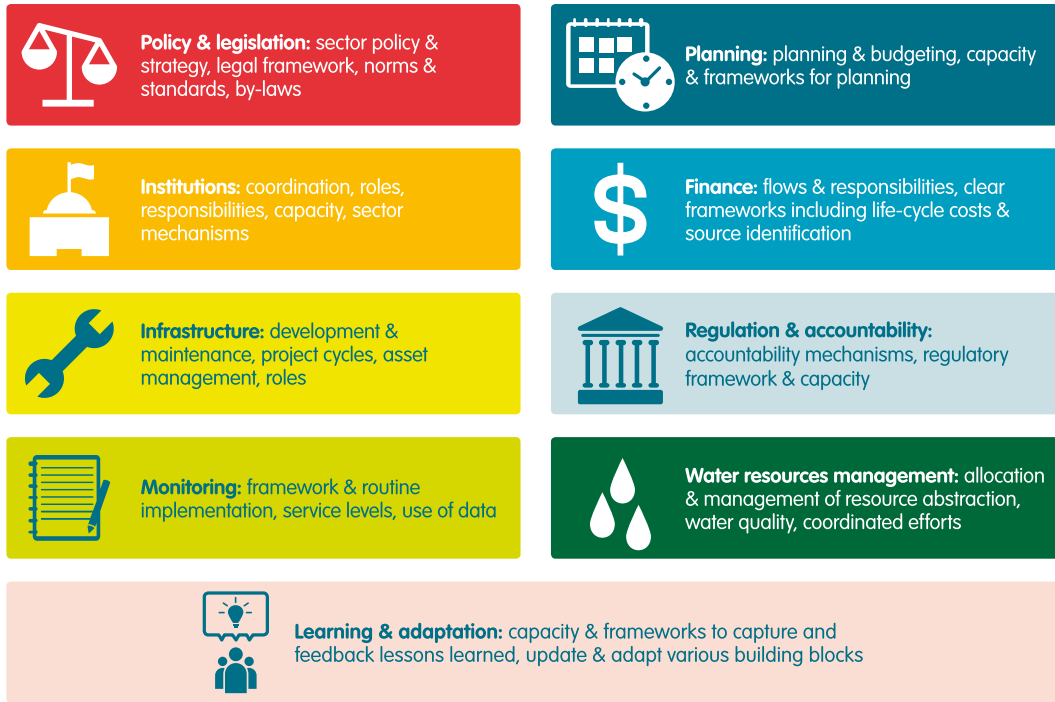 Policy & legislation: sector policy &
strategy, legal framework, norms &
standards, by-laws
Planning: planning & budgeting, capacity
& frameworks for planning
Institutions: coordination, roles,
responsibilities, capacity, sector
mechanisms
$
Finance: flows & responsibilities, clear
frameworks including life-cycle costs &
source identification
Infrastructure: development &
maintenance, project cycles, asset
management, roles
Regulation & accountability:
accountability mechanisms, regulatory
framework & capacity
Monitoring: framework & routine
implementation, service levels, use of data
Water resources management: allocation
& management of resource abstraction,
water quality, coordinated efforts
Learning & adaptation: capacity & frameworks to capture and
feedback lessons learned, update & adapt various building blocks